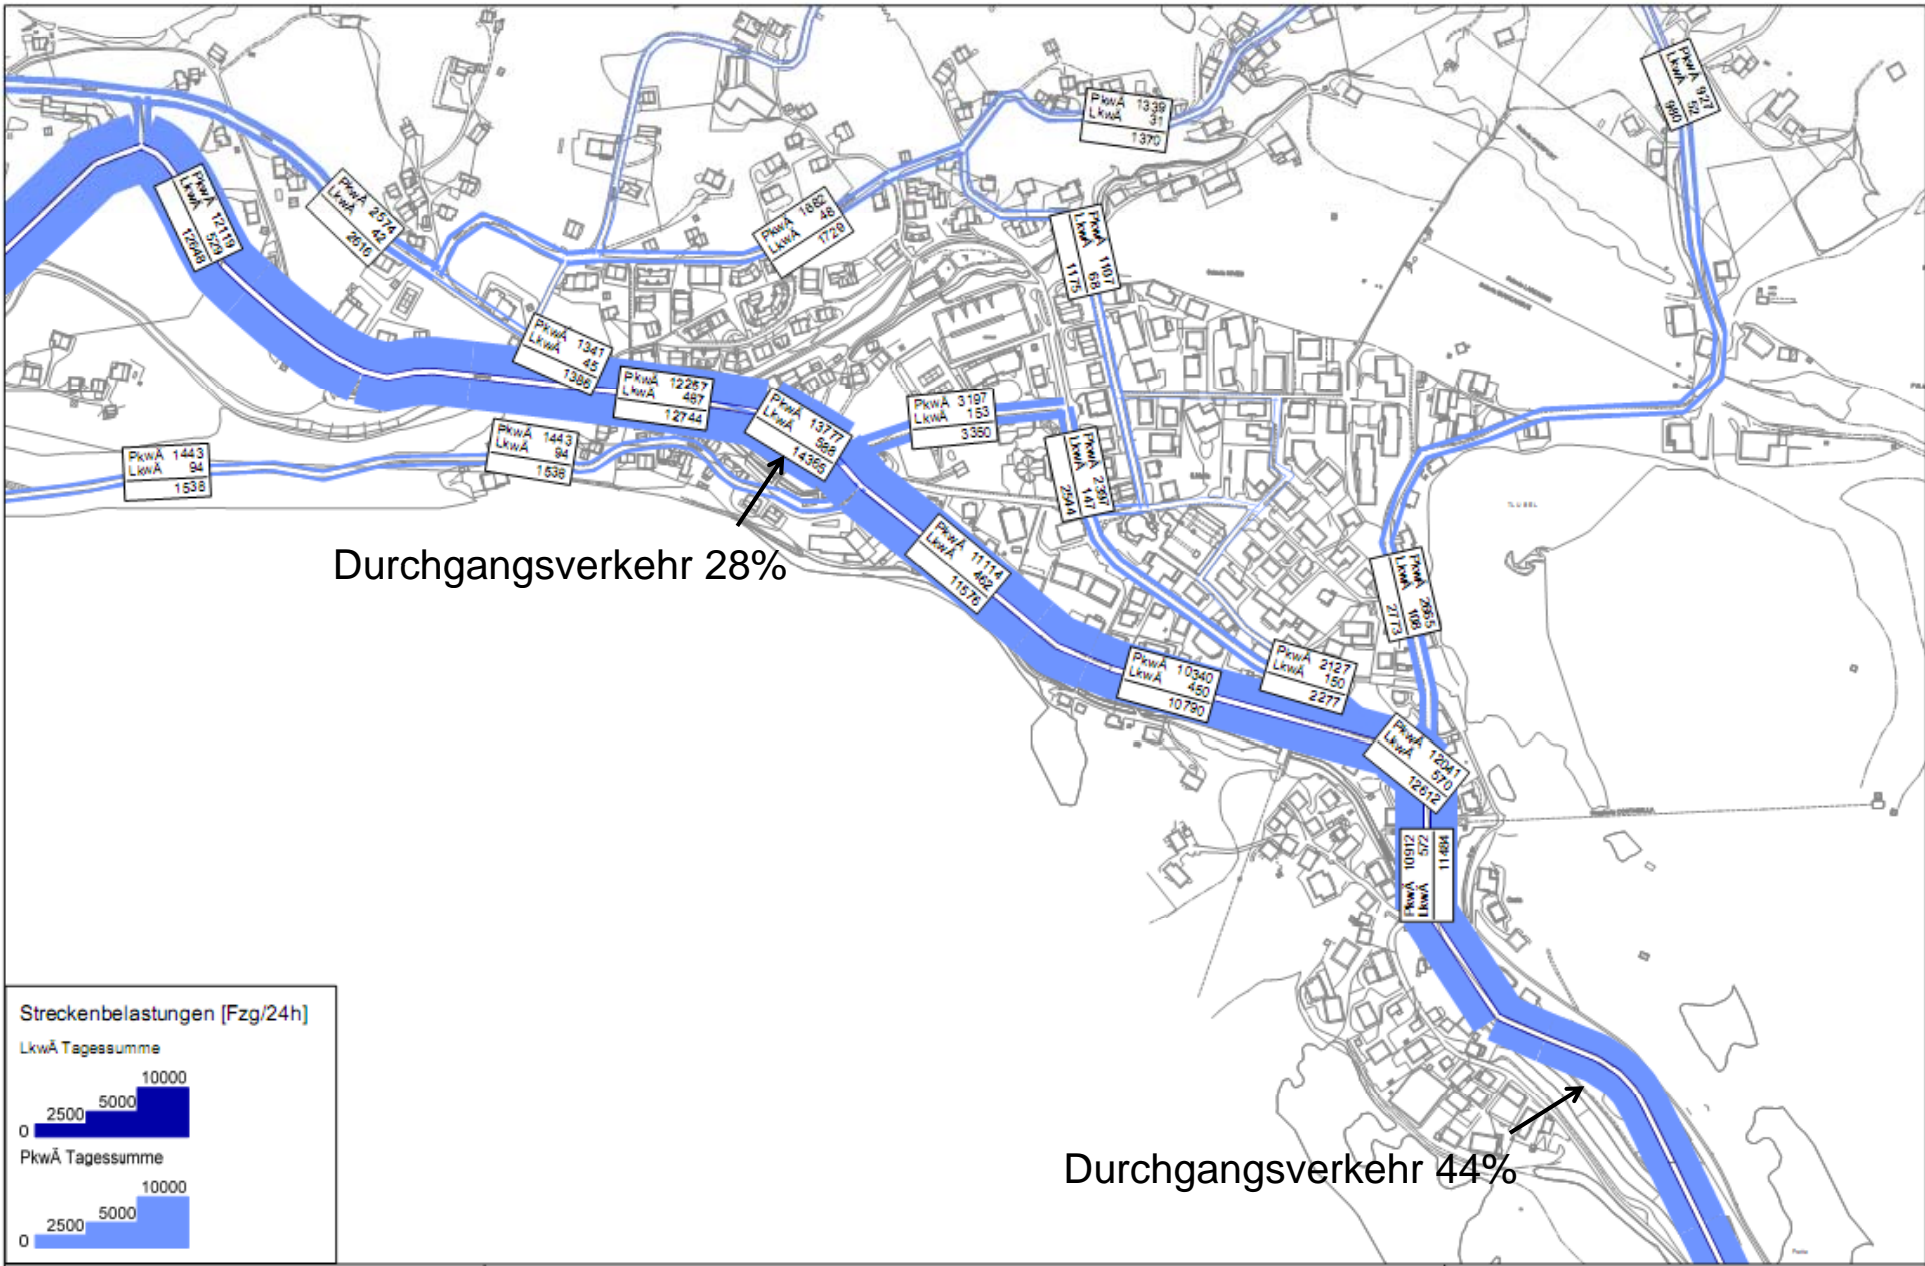 PkwÄ 927
LkwÄ 52
980
PkwÄ 1339
LkwÄ 31
1370
PkwÄ 12119
LkwÄ 529
12648
PkwÄ 2574
LkwÄ 42
2616
PkwÄ 1682
LkwÄ 48
1729
PkwÄ 1107
LkwÄ 68
1175
PkwÄ 1341
LkwÄ 45
1386
PkwÄ 12257
LkwÄ 487
12744
PkwÄ 13777
LkwÄ 588
14365
PkwÄ 3197
LkwÄ 153
3350
PkwÄ 1443
LkwÄ 94
1538
PkwÄ 1443
LkwÄ 94
1538
PkwÄ 2397
LkwÄ 147
2544
Durchgangsverkehr 28%
PkwÄ 11114
LkwÄ 462
11576
PkwÄ 2665
LkwÄ 108
2773
PkwÄ 10340
LkwÄ 450
10790
PkwÄ 2127
LkwÄ 150
2277
PkwÄ 12041
LkwÄ 570
12612
PkwÄ 10912
LkwÄ 572
11484
Durchgangsverkehr 44%
Streckenbelastungen [Fzg/24h]
LkwÄ Tagessumme
0 2500 5000 10000
PkwÄ Tagessumme
0 2500 5000 10000